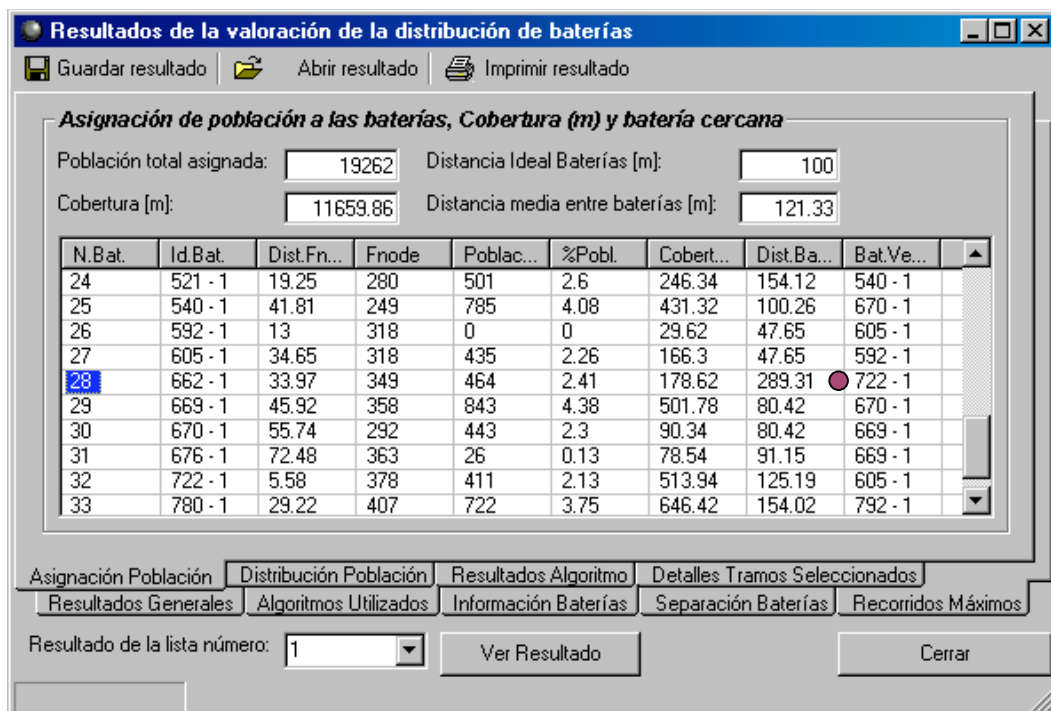 Resultados de la valoración de la distribución de baterías
Guardar resultado Abrir resultado Imprimir resultado
Asignación de población a las baterías, Cobertura (m) y batería cercana
Población total asignada: 19262 Distancia Ideal Baterías [m]: 100
Cobertura [m]: 11659.86 Distancia media entre baterías [m]: 121.33
N.Bat. Id.Bat. Dist.Fn... Fnode Poblac... %Pobl. Cobert... Dist.Ba... Bat.Ve...
24 521 - 1 19.25 280 501 2.6 246.34 154.12 540 - 1
25 540 - 1 41.81 249 785 4.08 431.32 100.26 670 - 1
26 592 - 1 13 318 0 0 29.62 47.65 605 - 1
27 605 - 1 34.65 318 435 2.26 166.3 47.65 592 - 1
28 662 - 1 33.97 349 464 2.41 178.62 289.31 722 - 1
29 669 - 1 45.92 358 843 4.38 501.78 80.42 670 - 1
30 670 - 1 55.74 292 443 2.3 90.34 80.42 669 - 1
31 676 - 1 72.48 363 26 0.13 78.54 91.15 669 - 1
32 722 - 1 5.58 378 411 2.13 513.94 125.19 605 - 1
33 780 - 1 29.22 407 722 3.75 646.42 154.02 792 - 1
Asignación Población Distribución Población Resultados Algoritmo Detalles Tramos Seleccionados
Resultados Generales Algoritmos Utilizados Información Baterías Separación Baterías Recorridos Máximos
Resultado de la lista número: 1 Ver Resultado Cerrar